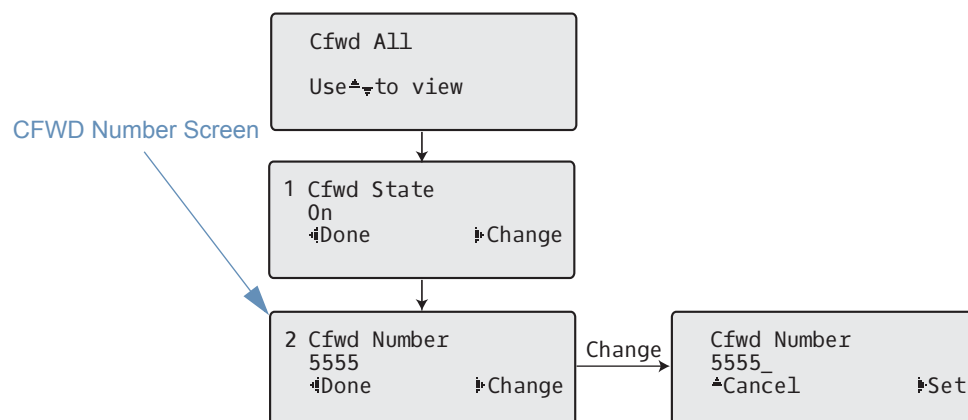 Cfwd All
Use▲▼to view
CFWD Number Screen
1 Cfwd State
On
◀Done ▶Change
2 Cfwd Number
5555
◀Done ▶Change
Change
Cfwd Number
5555_
▲Cancel ▶Set